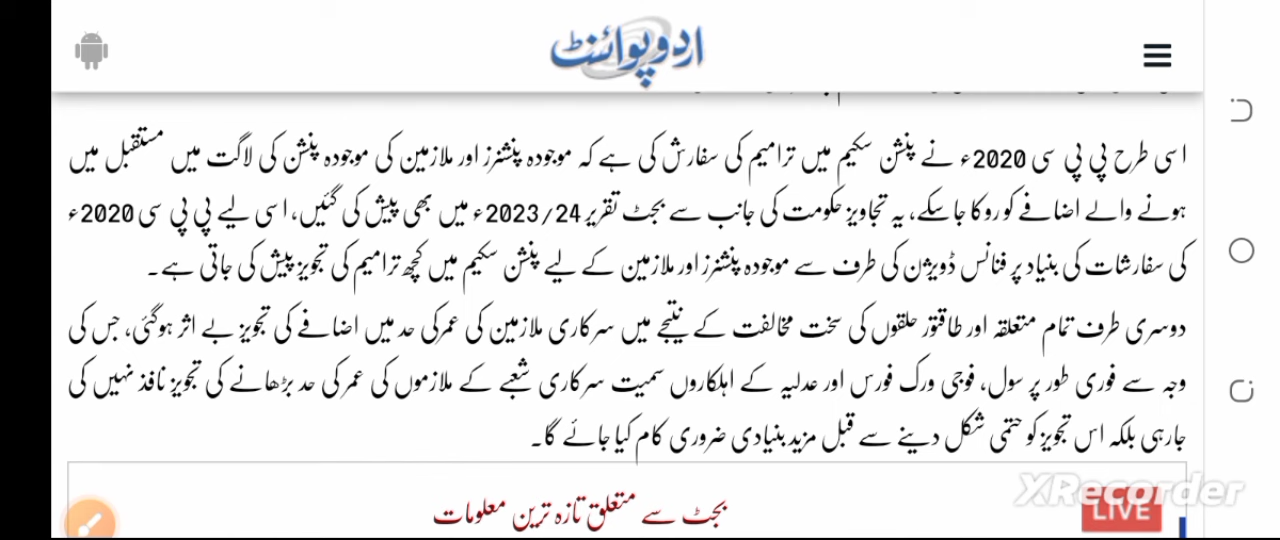 اردوپوائنٹ
اسی طرح پی پی سی 2020ء نے پنشن سکیم میں ترامیم کی سفارش کی ہے کہ موجودہ پنشنرز اور ملازمین کی موجودہ پنشن کی لاگت میں مستقبل میں
ہونے والے اضافے کو روکا جاسکے، یہ تجاویز حکومت کی جانب سے بجٹ تقریر 2023/24ء میں بھی پیش کی گئیں، اسی لیے پی پی سی 2020ء
کی سفارشات کی بنیاد پر فنانس ڈویژن کی طرف سے موجودہ پنشنرز اور ملازمین کے لیے پنشن سکیم میں کچھ ترامیم کی تجویز پیش کی جاتی ہے۔
دوسری طرف تمام متعلقہ اور طاقتور حلقوں کی سخت مخالفت کے نتیجے میں سرکاری ملازمین کی عمر کی حد میں اضافے کی تجویز بے اثر ہوگئی، جس کی
وجہ سے فوری طور پر سول، فوجی ورک فورس اور عدلیہ کے اہلکاروں سمیت سرکاری شعبے کے ملازموں کی عمر کی حد بڑھانے کی تجویز نافذ نہیں کی
جارہی بلکہ اس تجویز کو حتمی شکل دینے سے قبل مزید بنیادی ضروری کام کیا جائے گا۔
XRecorder
LIVE
بجٹ سے متعلق تازہ ترین معلومات